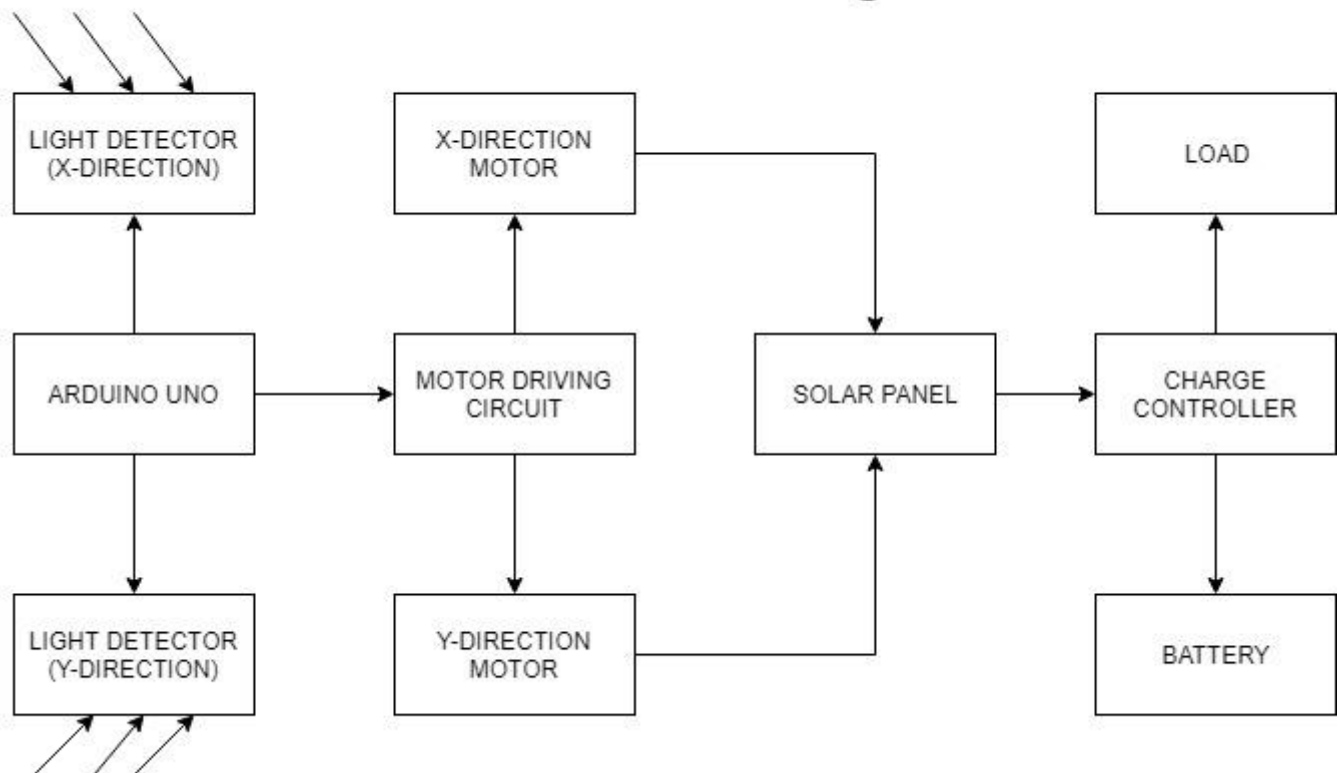 LIGHT DETECTOR
(X-DIRECTION)
X-DIRECTION
MOTOR
LOAD
ARDUINO UNO
MOTOR DRIVING
CIRCUIT
SOLAR PANEL
CHARGE
CONTROLLER
LIGHT DETECTOR
(Y-DIRECTION)
Y-DIRECTION
MOTOR
BATTERY